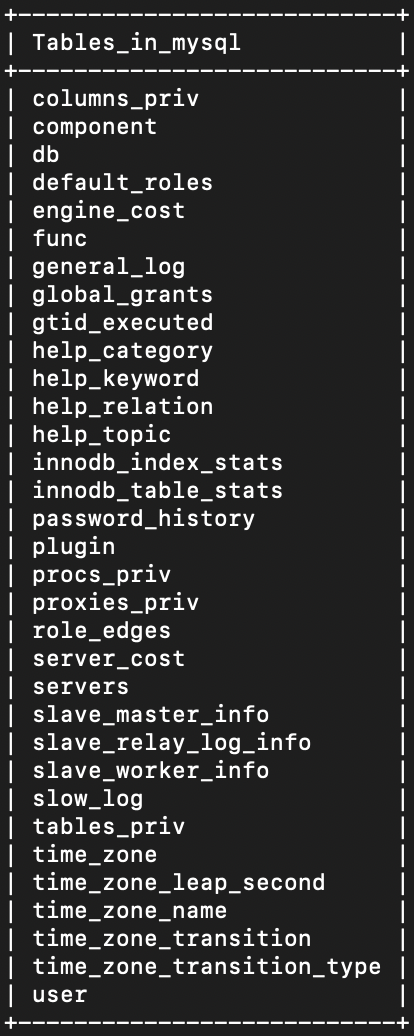 +---------------------------+
| Tables_in_mysql           |
+---------------------------+
| columns_priv              |
| component                 |
| db                        |
| default_roles             |
| engine_cost               |
| func                      |
| general_log               |
| global_grants             |
| gtid_executed             |
| help_category             |
| help_keyword              |
| help_relation             |
| help_topic                |
| innodb_index_stats        |
| innodb_table_stats        |
| password_history          |
| plugin                    |
| procs_priv                |
| proxies_priv              |
| role_edges                |
| server_cost               |
| servers                   |
| slave_master_info         |
| slave_relay_log_info      |
| slave_worker_info         |
| slow_log                  |
| tables_priv               |
| time_zone                 |
| time_zone_leap_second     |
| time_zone_name            |
| time_zone_transition      |
| time_zone_transition_type |
| user                      |
+---------------------------+